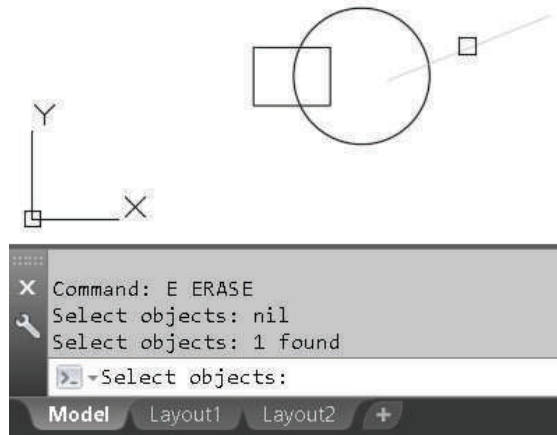 Y
X
Command: E ERASE
Select objects: nil
Select objects: 1 found
Select objects:
Model Layout1 Layout2 +